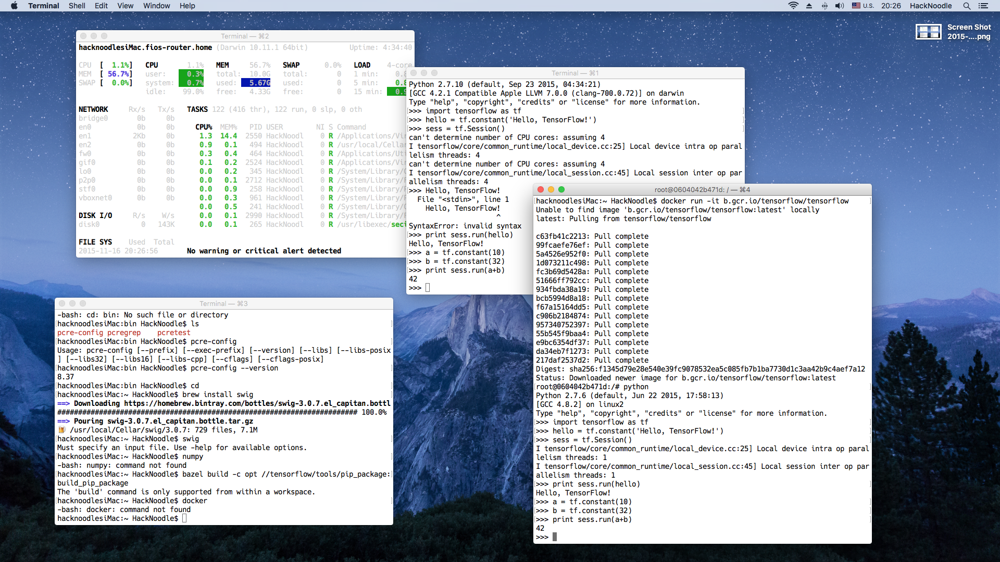 Terminal Shell Edit View Window Help U.S. 20:26 HackNoodle
Screen Shot
2015-....png
Terminal — ⌘2
hacknoodlesiMac.fios-router.home (Darwin 10.11.1 64bit) Uptime: 4:34:40
CPU [ 1.1%] CPU 1.1% MEM 56.7% SWAP 0.0% LOAD 4-core
MEM [ 56.7%] user: 0.3% total: 10.0G total: 0 1 min: 0.8
SWAP [ 0.0%] system: 0.7% used: 5.67G used: 0 5 min: 0.8
idle: 99.0% free: 4.33G free: 0 15 min: 0.9
NETWORK Rx/s Tx/s TASKS 122 (416 thr), 122 run, 0 slp, 0 oth
bridge0 0b 0b
en0 0b 0b CPU% MEM% PID USER NI S Command
en1 2Kb 0b 1.3 14.4 2550 HackNoodl 0 R /Applications/Vir
en2 0b 0b 0.9 0.1 494 HackNoodl 0 R /usr/local/Cellar
fw0 0b 0b 0.3 0.4 464 HackNoodl 0 R /Applications/Uti
gif0 0b 0b 0.1 0.2 2524 HackNoodl 0 R /Applications/Vir
lo0 0b 0b 0.0 0.2 345 HackNoodl 0 R /System/Library/C
p2p0 0b 0b 0.0 0.1 2712 HackNoodl 0 R /System/Library/F
stf0 0b 0b 0.0 0.9 258 HackNoodl 0 R /System/Library/P
vboxnet0 0b 0b 0.0 0.3 961 HackNoodl 0 R /System/Library/F
0.0 0.5 241 HackNoodl 0 R /System/Library/C
DISK I/O R/s W/s 0.0 0.1 2990 HackNoodl 0 R /System/Library/F
disk0 0 143K 0.0 0.1 265 HackNoodl 0 R /usr/libexec/seci
FILE SYS Used Total
2015-11-16 20:26:56 No warning or critical alert detected
Terminal — ⌘1
Python 2.7.10 (default, Sep 23 2015, 04:34:21)
[GCC 4.2.1 Compatible Apple LLVM 7.0.0 (clang-700.0.72)] on darwin
Type "help", "copyright", "credits" or "license" for more information.
>>> import tensorflow as tf
>>> hello = tf.constant('Hello, TensorFlow!')
>>> sess = tf.Session()
can't determine number of CPU cores: assuming 4
I tensorflow/core/common_runtime/local_device.cc:25] Local device intra op paral
lelism threads: 4
can't determine number of CPU cores: assuming 4
I tensorflow/core/common_runtime/local_session.cc:45] Local session inter op par
allelism threads: 4
>>> Hello, TensorFlow!
File "<stdin>", line 1
Hello, TensorFlow!
^
SyntaxError: invalid syntax
>>> print sess.run(hello)
Hello, TensorFlow!
>>> a = tf.constant(10)
>>> b = tf.constant(32)
>>> print sess.run(a+b)
42
>>>
Terminal — ⌘3
-bash: cd: bin: No such file or directory
hacknoodlesiMac:bin HackNoodle$ ls
pcre-config pcregrep pcretest
hacknoodlesiMac:bin HackNoodle$ pcre-config
Usage: pcre-config [--prefix] [--exec-prefix] [--version] [--libs] [--libs-posix
] [--libs32] [--libs16] [--libs-cpp] [--cflags] [--cflags-posix]
hacknoodlesiMac:bin HackNoodle$ pcre-config --version
8.37
hacknoodlesiMac:bin HackNoodle$ cd
hacknoodlesiMac:~ HackNoodle$ brew install swig
==> Downloading https://homebrew.bintray.com/bottles/swig-3.0.7.el_capitan.bottl
######################################################################## 100.0%
==> Pouring swig-3.0.7.el_capitan.bottle.tar.gz
🍺 /usr/local/Cellar/swig/3.0.7: 729 files, 7.1M
hacknoodlesiMac:~ HackNoodle$ swig
Must specify an input file. Use -help for available options.
hacknoodlesiMac:~ HackNoodle$ numpy
-bash: numpy: command not found
hacknoodlesiMac:~ HackNoodle$ bazel build -c opt //tensorflow/tools/pip_package:
build_pip_package
The 'build' command is only supported from within a workspace.
hacknoodlesiMac:~ HackNoodle$ docker
-bash: docker: command not found
hacknoodlesiMac:~ HackNoodle$
root@0604042b471d: / — ⌘4
hacknoodlesiMac:~ HackNoodle$ docker run -it b.gcr.io/tensorflow/tensorflow
Unable to find image 'b.gcr.io/tensorflow/tensorflow:latest' locally
latest: Pulling from tensorflow/tensorflow
c63fb41c2213: Pull complete
99fcaefe76ef: Pull complete
5a4526e952f0: Pull complete
1d073211c498: Pull complete
fc3b69d5428a: Pull complete
51666ff792cc: Pull complete
934fbda38a19: Pull complete
bcb5994d8a18: Pull complete
f67a15164dd5: Pull complete
c906b2184874: Pull complete
957340752397: Pull complete
55b545f9baa4: Pull complete
e9bc6354df37: Pull complete
da34eb7f1273: Pull complete
217daf2537d2: Pull complete
Digest: sha256:f1345d79e28e540e39fc9078532ea5c085fb7b1ba7730d1c3aa42b9c4aef7a12
Status: Downloaded newer image for b.gcr.io/tensorflow/tensorflow:latest
root@0604042b471d:/# python
Python 2.7.6 (default, Jun 22 2015, 17:58:13)
[GCC 4.8.2] on linux2
Type "help", "copyright", "credits" or "license" for more information.
>>> import tensorflow as tf
>>> hello = tf.constant('Hello, TensorFlow!')
>>> sess = tf.Session()
I tensorflow/core/common_runtime/local_device.cc:25] Local device intra op paral
lelism threads: 1
I tensorflow/core/common_runtime/local_session.cc:45] Local session inter op par
allelism threads: 1
>>> print sess.run(hello)
Hello, TensorFlow!
>>> a = tf.constant(10)
>>> b = tf.constant(32)
>>> print sess.run(a+b)
42
>>>